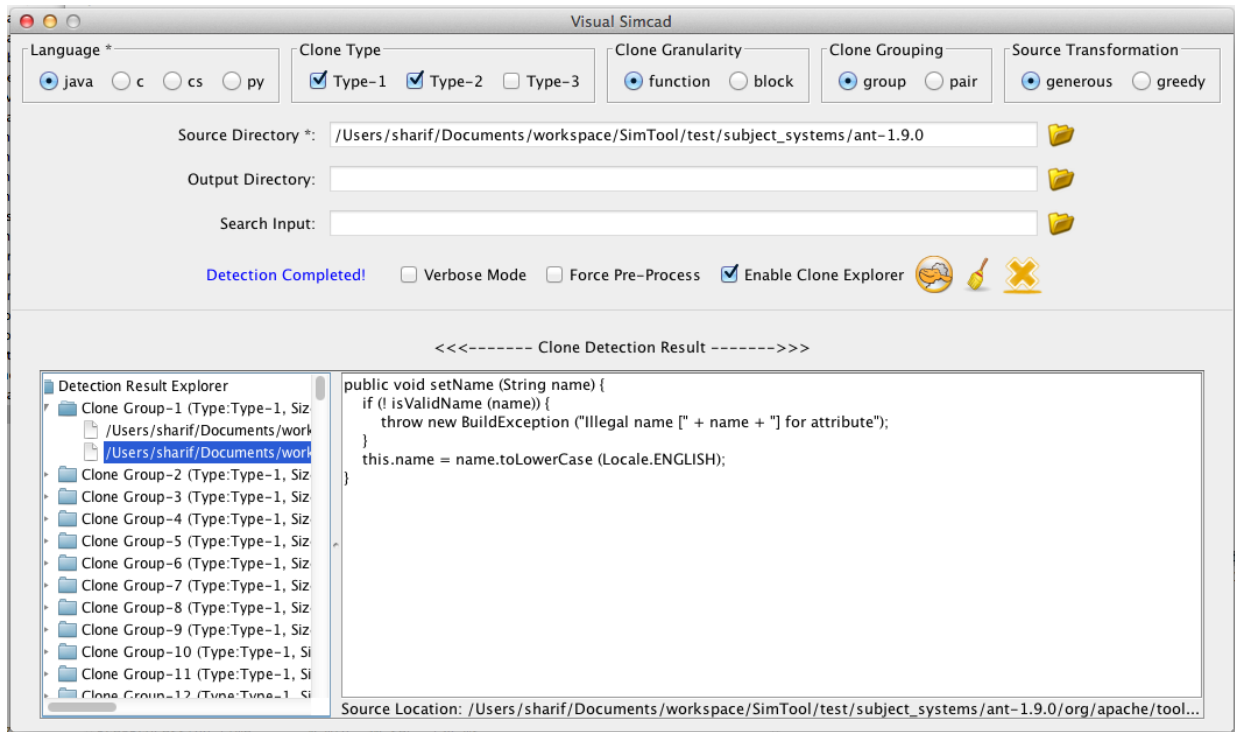 Visual Simcad
Language * Clone Type Clone Granularity Clone Grouping Source Transformation
java c cs py Type-1 Type-2 Type-3 function block group pair generous greedy
Source Directory *: /Users/sharif/Documents/workspace/SimTool/test/subject_systems/ant-1.9.0
Output Directory:
Search Input:
Detection Completed! Verbose Mode Force Pre-Process Enable Clone Explorer
<<<------- Clone Detection Result ------->>>
Detection Result Explorer
Clone Group-1 (Type:Type-1, Siz
/Users/sharif/Documents/work
/Users/sharif/Documents/work
Clone Group-2 (Type:Type-1, Siz
Clone Group-3 (Type:Type-1, Siz
Clone Group-4 (Type:Type-1, Siz
Clone Group-5 (Type:Type-1, Siz
Clone Group-6 (Type:Type-1, Siz
Clone Group-7 (Type:Type-1, Siz
Clone Group-8 (Type:Type-1, Siz
Clone Group-9 (Type:Type-1, Siz
Clone Group-10 (Type:Type-1, Si
Clone Group-11 (Type:Type-1, Si
Clone Group-12 (Type:Type-1, Si
public void setName (String name) {
if (! isValidName (name)) {
throw new BuildException ("Illegal name [" + name + "] for attribute");
}
this.name = name.toLowerCase (Locale.ENGLISH);
}
Source Location: /Users/sharif/Documents/workspace/SimTool/test/subject_systems/ant-1.9.0/org/apache/tool...